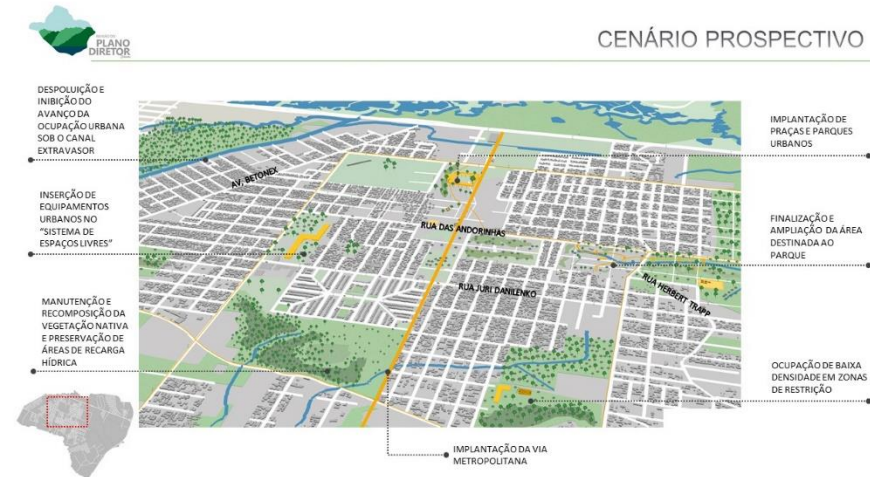 PLANO
DIRETOR
CENÁRIO PROSPECTIVO
DESPOLUIÇÃO E
INIBIÇÃO DO
AVANÇO DA
OCUPAÇÃO URBANA
SOB O CANAL
EXTRAVASOR
INSERÇÃO DE
EQUIPAMENTOS
URBANOS NO
"SISTEMA DE
ESPAÇOS LIVRES"
MANUTENÇÃO E
RECOMPOSIÇÃO DA
VEGETAÇÃO NATIVA
E PRESERVAÇÃO DE
ÁREAS DE RECARGA
HÍDRICA
AV. BETONEX
RUA DAS ANDORINHAS
RUA JURI DANILENKO
RUA HERBERT TRAPP
IMPLANTAÇÃO DE
PRAÇAS E PARQUES
URBANOS
FINALIZAÇÃO E
AMPLIAÇÃO DA ÁREA
DESTINADA AO
PARQUE
OCUPAÇÃO DE BAIXA
DENSIDADE EM ZONAS
DE RESTRIÇÃO
IMPLANTAÇÃO DA VIA
METROPOLITANA